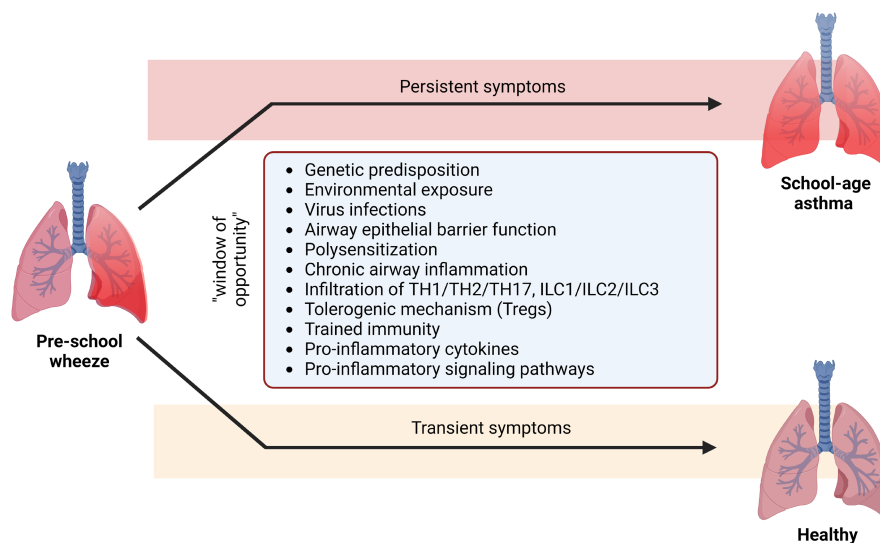 Persistent symptoms
School-age
asthma
"window of
opportunity"
• Genetic predisposition
• Environmental exposure
• Virus infections
• Airway epithelial barrier function
• Polysensitization
• Chronic airway inflammation
• Infiltration of TH1/TH2/TH17, ILC1/ILC2/ILC3
• Tolerogenic mechanism (Tregs)
• Trained immunity
• Pro-inflammatory cytokines
• Pro-inflammatory signaling pathways
Pre-school
wheeze
Transient symptoms
Healthy